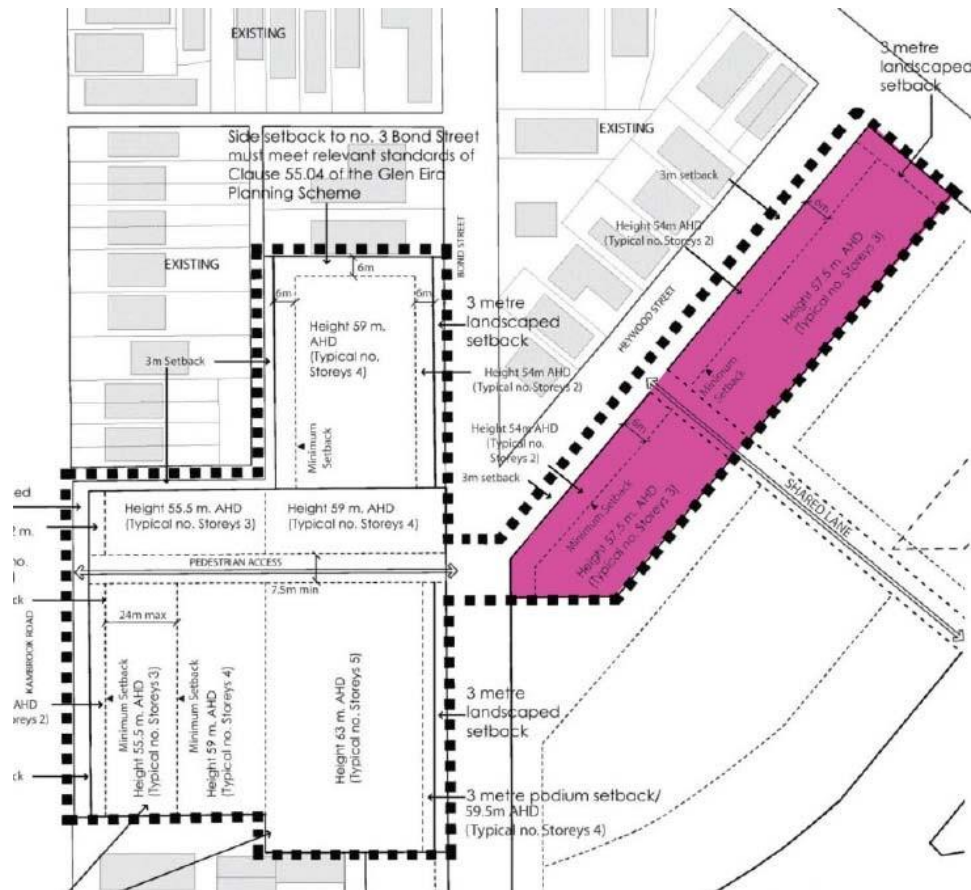 EXISTING
3 metre
landscaped
setback
Side setback to no. 3 Bond Street
must meet relevant standards of
Clause 55.04 of the Glen Eira
Planning Scheme
EXISTING
3m setback
6m
Height 54m AHD
(Typical no. Storeys 2)
BOND STREET
EXISTING
6m
6m
6m
Height 57.5 m. AHD
(Typical no. Storeys 3)
3 metre
landscaped
setback
HEYWOOD STREET
Height 59 m.
AHD
(Typical no.
Storeys 4)
3m Setback
Height 54m AHD
(Typical no. Storeys 2)
Minimum
Setback
Minimum
Setback
Height 54m AHD
(Typical no.
Storeys 2)
6m
3m setback
Minimum Setback
Height 57.5 m. AHD
(Typical no. Storeys 3)
SHARED LANE
ed
2 m.
no.
ck
Height 55.5 m. AHD
(Typical no. Storeys 3)
Height 59 m. AHD
(Typical no. Storeys 4)
PEDESTRIAN ACCESS
7.5m min
24m max
KAMBROOK ROAD
AHD
oreys 2)
ck
Minimum Setback
Height 55.5 m. AHD
(Typical no. Storeys 3)
Minimum Setback
Height 59 m. AHD
(Typical no. Storeys 4)
Height 63 m. AHD
(Typical no. Storeys 5)
3 metre
landscaped
setback
3 metre podium setback/
59.5m AHD
(Typical no. Storeys 4)